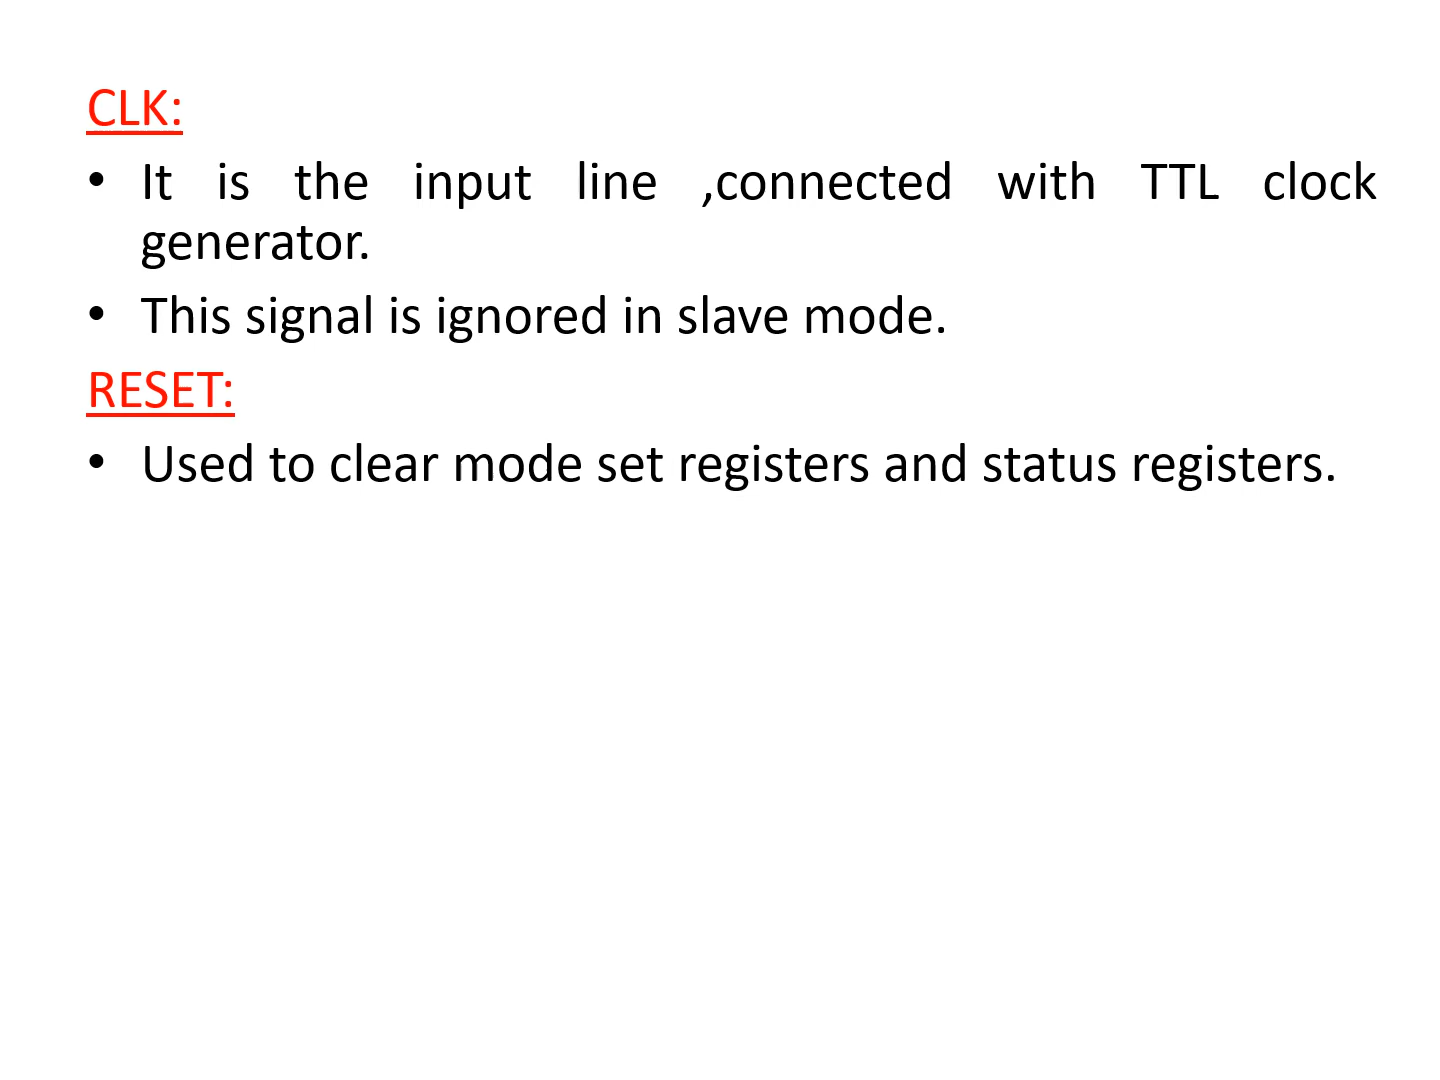 CLK:
• It is the input line ,connected with TTL clock
generator.
• This signal is ignored in slave mode.
RESET:
• Used to clear mode set registers and status registers.